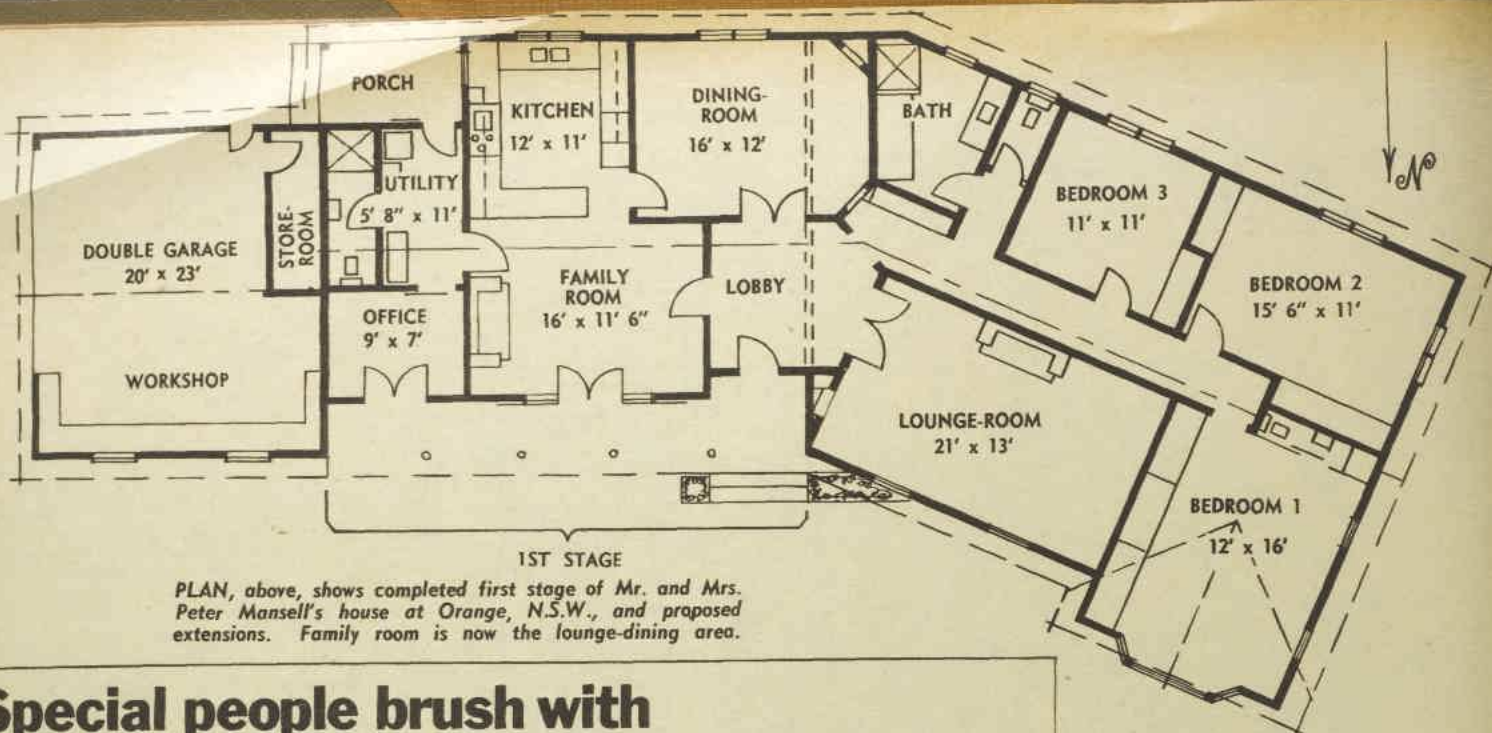 PORCH
KITCHEN
12' x 11'
DINING-
ROOM
16' x 12'
BATH
N
UTILITY
5' 8" x 11'
BEDROOM 3
11' x 11'
DOUBLE GARAGE
20' x 23'
STORE-
ROOM
FAMILY
ROOM
16' x 11' 6"
LOBBY
BEDROOM 2
15' 6" x 11'
OFFICE
9' x 7'
WORKSHOP
LOUNGE-ROOM
21' x 13'
BEDROOM 1
12' x 16'
1ST STAGE
PLAN, above, shows completed first stage of Mr. and Mrs.
Peter Mansell's house at Orange, N.S.W., and proposed
extensions. Family room is now the lounge-dining area.
Special people brush with